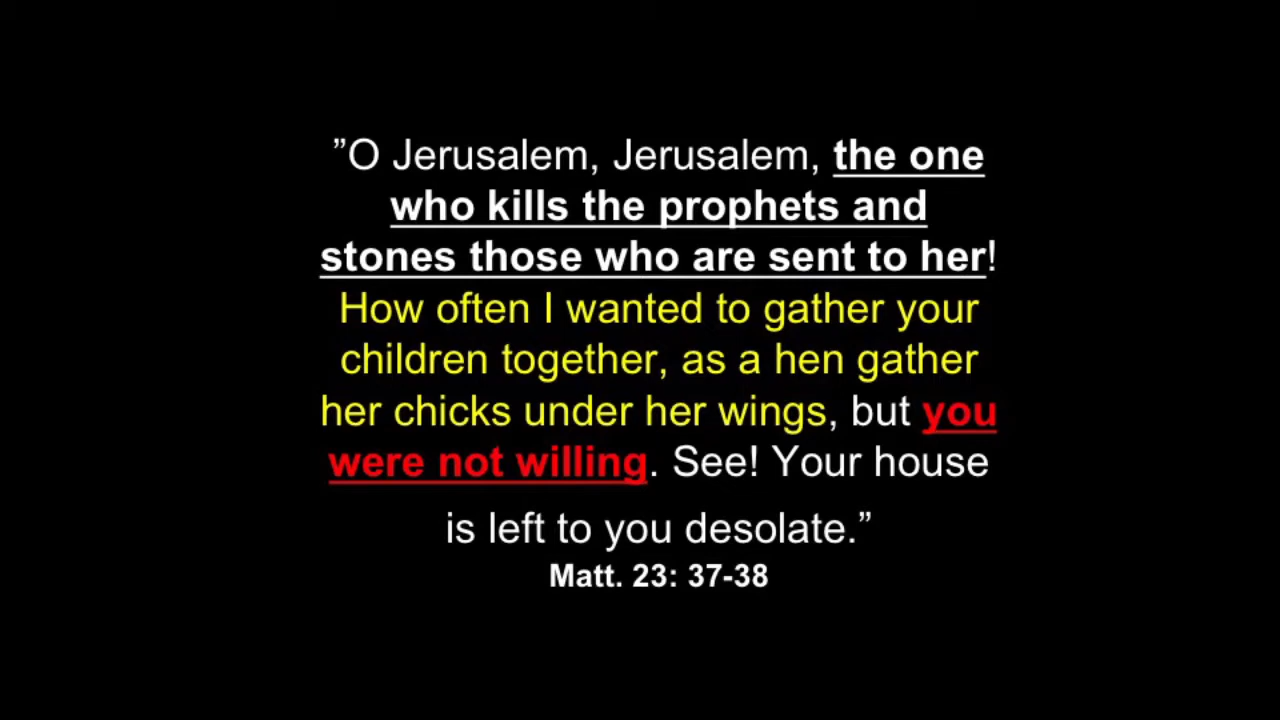 ”O Jerusalem, Jerusalem, the one
who kills the prophets and
stones those who are sent to her!
How often I wanted to gather your
children together, as a hen gather
her chicks under her wings, but you
were not willing. See! Your house
is left to you desolate.”
Matt. 23: 37-38